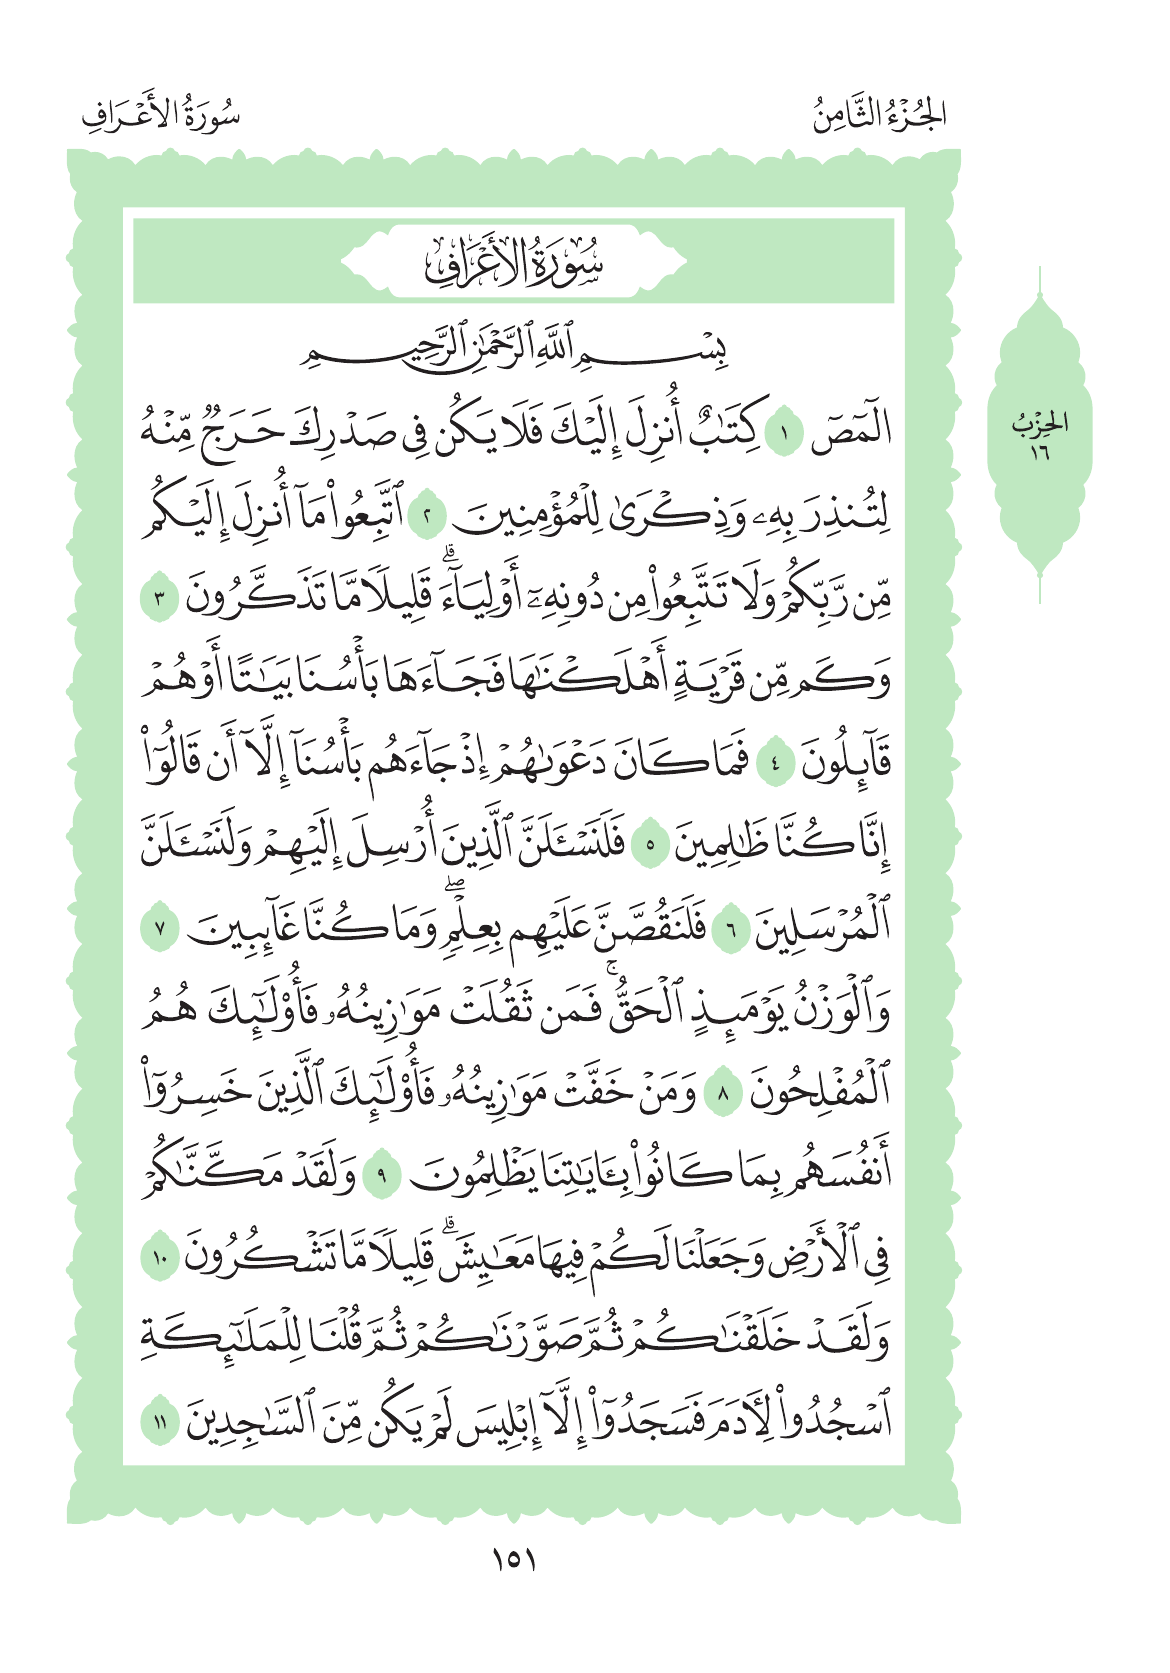 الجُزْءُ الثَّامِنُ
سُورَةُ الأَعْرَافِ
سُورَةُ الأَعْرَافِ
بِسْمِ ٱللَّهِ ٱلرَّحْمَٰنِ ٱلرَّحِيمِ
الٓمٓصٓ ١ كِتَٰبٌ أُنزِلَ إِلَيْكَ فَلَا يَكُن فِى صَدْرِكَ حَرَجٌ مِّنْهُ
لِتُنذِرَ بِهِۦ وَذِكْرَىٰ لِلْمُؤْمِنِينَ ٢ ٱتَّبِعُوا۟ مَآ أُنزِلَ إِلَيْكُم
مِّن رَّبِّكُمْ وَلَا تَتَّبِعُوا۟ مِن دُونِهِۦٓ أَوْلِيَآءَ ۗ قَلِيلًا مَّا تَذَكَّرُونَ ٣
وَكَم مِّن قَرْيَةٍ أَهْلَكْنَٰهَا فَجَآءَهَا بَأْسُنَا بَيَٰتًا أَوْ هُمْ
قَآئِلُونَ ٤ فَمَا كَانَ دَعْوَىٰهُمْ إِذْ جَآءَهُم بَأْسُنَآ إِلَّآ أَن قَالُوٓا۟
إِنَّا كُنَّا ظَٰلِمِينَ ٥ فَلَنَسْـَٔلَنَّ ٱلَّذِينَ أُرْسِلَ إِلَيْهِمْ وَلَنَسْـَٔلَنَّ
ٱلْمُرْسَلِينَ ٦ فَلَنَقُصَّنَّ عَلَيْهِم بِعِلْمٍ ۖ وَمَا كُنَّا غَآئِبِينَ ٧
وَٱلْوَزْنُ يَوْمَئِذٍ ٱلْحَقُّ ۚ فَمَن ثَقُلَتْ مَوَٰزِينُهُۥ فَأُو۟لَٰٓئِكَ هُمُ
ٱلْمُفْلِحُونَ ٨ وَمَنْ خَفَّتْ مَوَٰزِينُهُۥ فَأُو۟لَٰٓئِكَ ٱلَّذِينَ خَسِرُوٓا۟
أَنفُسَهُم بِمَا كَانُوا۟ بِـَٔايَٰتِنَا يَظْلِمُونَ ٩ وَلَقَدْ مَكَّنَّٰكُمْ
فِى ٱلْأَرْضِ وَجَعَلْنَا لَكُمْ فِيهَا مَعَٰيِشَ ۗ قَلِيلًا مَّا تَشْكُرُونَ ١٠
وَلَقَدْ خَلَقْنَٰكُمْ ثُمَّ صَوَّرْنَٰكُمْ ثُمَّ قُلْنَا لِلْمَلَٰٓئِكَةِ
ٱسْجُدُوا۟ لِـَٔادَمَ فَسَجَدُوٓا۟ إِلَّآ إِبْلِيسَ لَمْ يَكُن مِّنَ ٱلسَّٰجِدِينَ ١١
الحِزْبُ
١٦
١٥١